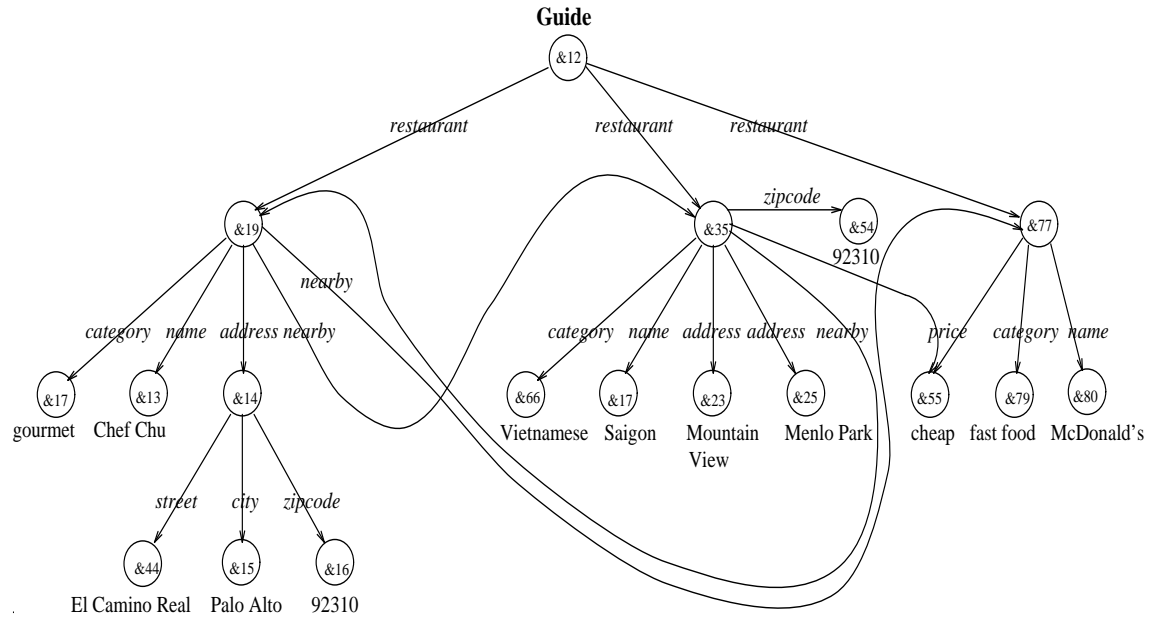 Guide
&12
restaurant restaurant restaurant
zipcode
&19 &35 &54 &77
92310
nearby
category name address nearby category name address address nearby price category name
&17 &13 &14 &66 &17 &23 &25 &55 &79 &80
gourmet Chef Chu Vietnamese Saigon Mountain Menlo Park cheap fast food McDonald's
View
street city zipcode
&44 &15 &16
El Camino Real Palo Alto 92310